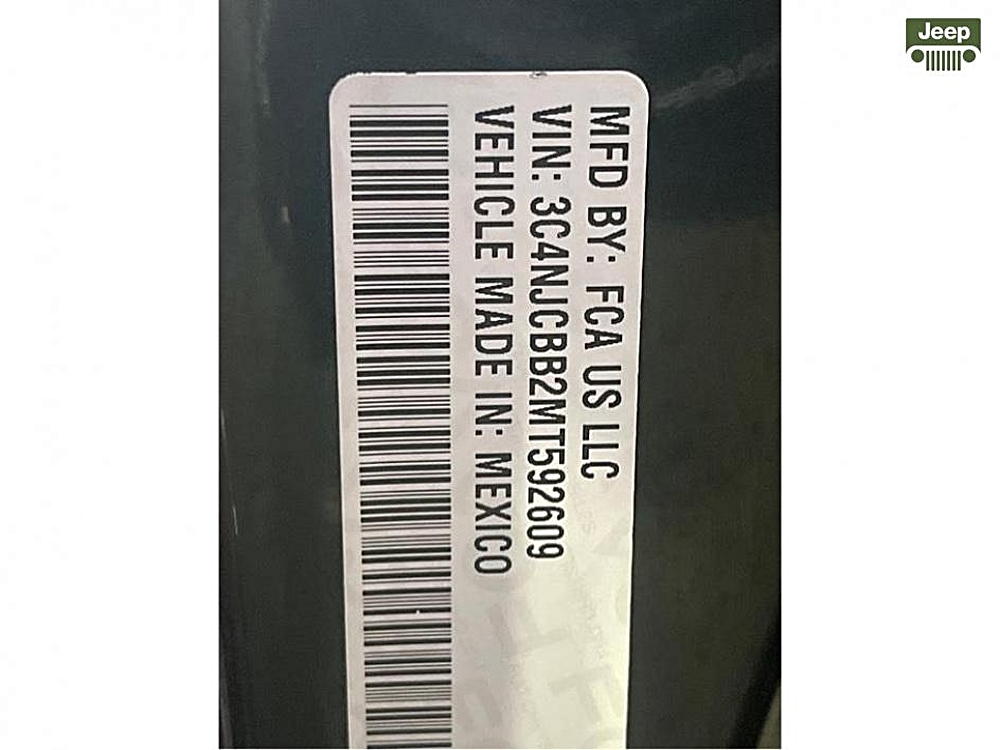 MFD BY: FCA US LLC
VIN: 3C4NJCBB2MT592609
VEHICLE MADE IN: MEXICO
Jeep